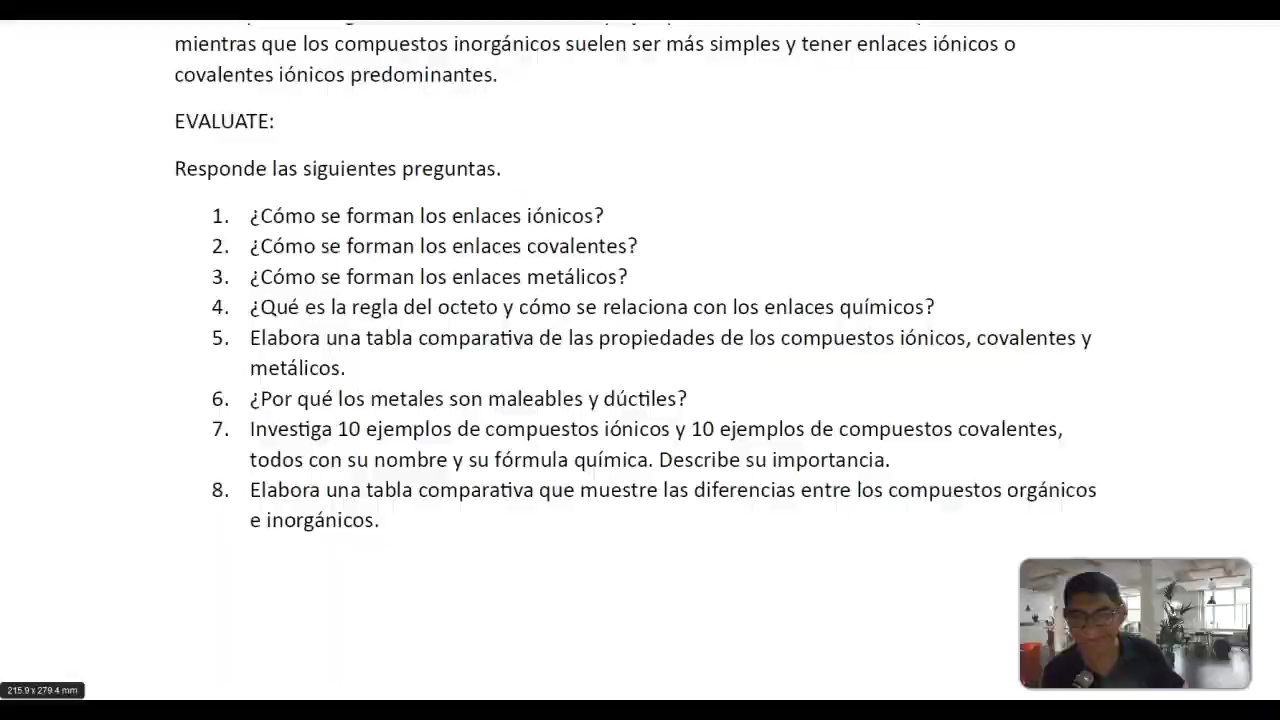 mientras que los compuestos inorgánicos suelen ser más simples y tener enlaces iónicos o
covalentes iónicos predominantes.
EVALUATE:
Responde las siguientes preguntas.
1. ¿Cómo se forman los enlaces iónicos?
2. ¿Cómo se forman los enlaces covalentes?
3. ¿Cómo se forman los enlaces metálicos?
4. ¿Qué es la regla del octeto y cómo se relaciona con los enlaces químicos?
5. Elabora una tabla comparativa de las propiedades de los compuestos iónicos, covalentes y
metálicos.
6. ¿Por qué los metales son maleables y dúctiles?
7. Investiga 10 ejemplos de compuestos iónicos y 10 ejemplos de compuestos covalentes,
todos con su nombre y su fórmula química. Describe su importancia.
8. Elabora una tabla comparativa que muestre las diferencias entre los compuestos orgánicos
e inorgánicos.
215.9 x 279.4 mm